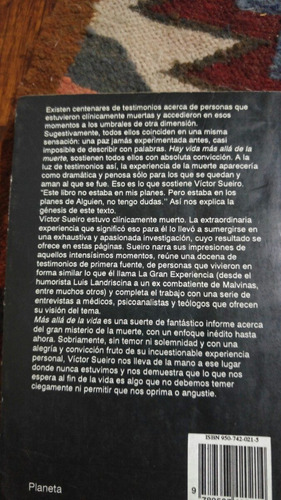 Existen centenares de testimonios acerca de personas que
estuvieron clínicamente muertas y accedieron en esos
momentos a los umbrales de otra dimensión.
Sugestivamente, todos ellos coinciden en una misma
sensación: una paz jamás experimentada antes, casi
imposible de describir con palabras. Hay vida más allá de la
muerte, sostienen todos ellos con absoluta convicción. A la
luz de testimonios así, la experiencia de la muerte aparecería
como dramática y penosa sólo para los que se quedan y
aman al que se fue. Eso es lo que sostiene Víctor Sueiro.
"Este libro no estaba en mis planes. Pero estaba en los
planes de Alguien, no tengo dudas." Así nos explica la
génesis de este texto.
Víctor Sueiro estuvo clínicamente muerto. La extraordinaria
experiencia que significó eso para él lo llevó a sumergirse en
una exhaustiva y apasionada investigación, cuyo resultado se
ofrece en estas páginas. Sueiro narra sus impresiones de
aquellos intensísimos momentos, reúne una docena de
testimonios de primera fuente, de personas que vivieron en
forma similar lo que él llama La Gran Experiencia (desde el
humorista Luis Landriscina a un ex combatiente de Malvinas,
entre muchos otros) y completa el trabajo con una serie de
entrevistas a médicos, psicoanalistas y teólogos que ofrecen
su visión del tema.
Más allá de la vida es una suerte de fantástico informe acerca
del gran misterio de la muerte, con un enfoque inédito hasta
ahora. Sobriamente, sin temor ni solemnidad y con una
alegría y convicción fruto de su incuestionable experiencia
personal, Víctor Sueiro nos lleva de la mano a ese lugar
donde nunca estuvimos y nos demuestra que lo que nos
espera al fin de la vida es algo que no debemos temer
ciegamente ni permitir que nos oprima o angustie.
ISBN 950-742-021-5
9
Planeta